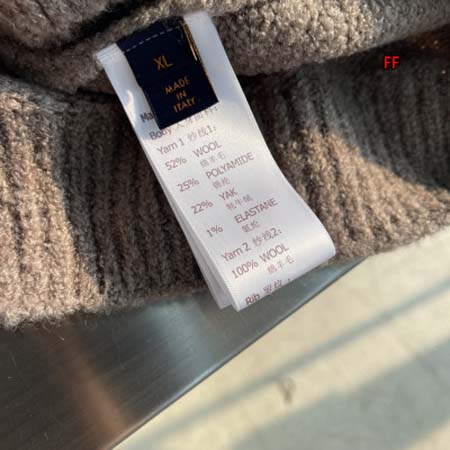 FF
XL
MADE
IN
ITALY
Body
Yarn 1 纱线1:
52% WOOL
绵羊毛
25% POLYAMIDE
锦纶
22% YAK
牦牛绒
1% ELASTANE
氨纶
Yarn 2 纱线2:
100% WOOL
绵羊毛
Rib